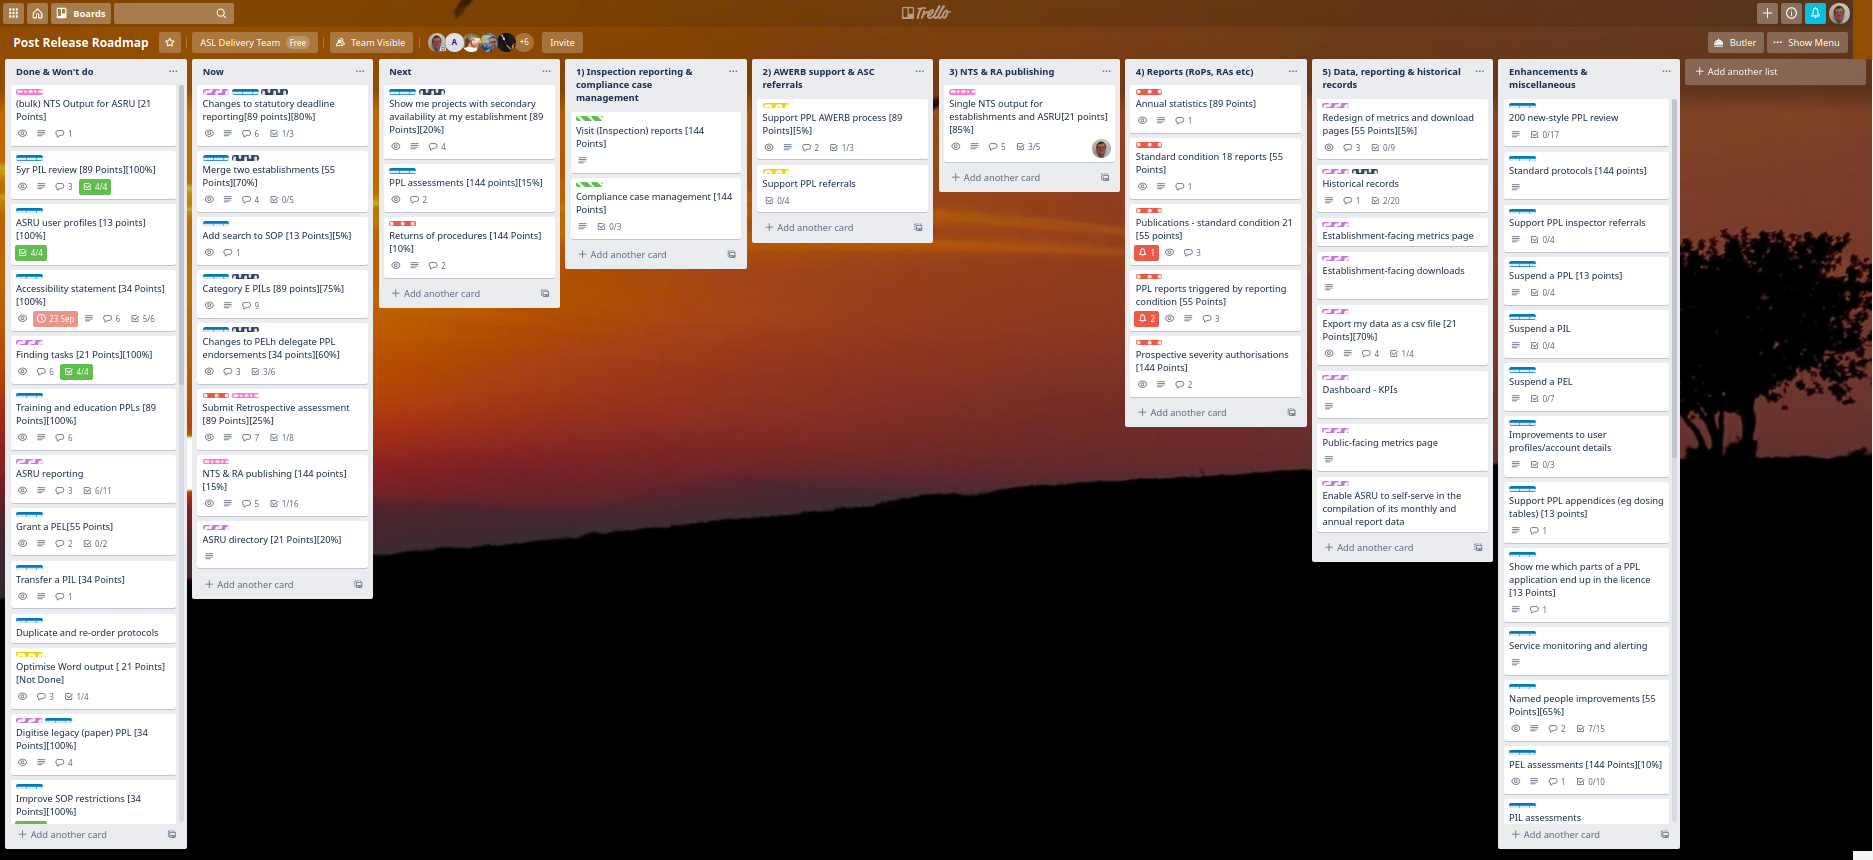 Boards
Trello
Post Release Roadmap
ASL Delivery Team Free
Team Visible
A
+6
Invite
Butler
Show Menu
Done & Won't do
(bulk) NTS Output for ASRU [21
Points]
1
5yr PIL review [89 Points][100%]
3 4/4
ASRU user profiles [13 points]
[100%]
4/4
Accessibility statement [34 Points]
[100%]
23 Sep 6 5/6
Finding tasks [21 Points][100%]
6 4/4
Training and education PPLs [89
Points][100%]
6
ASRU reporting
3 6/11
Grant a PEL[55 Points]
2 0/2
Transfer a PIL [34 Points]
1
Duplicate and re-order protocols
Optimise Word output [ 21 Points]
[Not Done]
3 1/4
Digitise legacy (paper) PPL [34
Points][100%]
4
Improve SOP restrictions [34
Points][100%]
Add another card
Now
Changes to statutory deadline
reporting[89 points][80%]
6 1/3
Merge two establishments [55
Points][70%]
4 0/5
Add search to SOP [13 Points][5%]
1
Category E PILs [89 points][75%]
9
Changes to PELh delegate PPL
endorsements [34 points][60%]
3 3/6
Submit Retrospective assessment
[89 Points][25%]
7 1/8
NTS & RA publishing [144 points]
[15%]
5 1/16
ASRU directory [21 Points][20%]
Add another card
Next
Show me projects with secondary
availability at my establishment [89
Points][20%]
4
PPL assessments [144 points][15%]
2
Returns of procedures [144 Points]
[10%]
2
Add another card
1) Inspection reporting &
compliance case
management
Visit (Inspection) reports [144
Points]
Compliance case management [144
Points]
0/3
Add another card
2) AWERB support & ASC
referrals
Support PPL AWERB process [89
Points][5%]
2 1/3
Support PPL referrals
0/4
Add another card
3) NTS & RA publishing
Single NTS output for
establishments and ASRU[21 points]
[85%]
5 3/5
Add another card
4) Reports (RoPs, RAs etc)
Annual statistics [89 Points]
1
Standard condition 18 reports [55
Points]
1
Publications - standard condition 21
[55 points]
1 3
PPL reports triggered by reporting
condition [55 Points]
2 3
Prospective severity authorisations
[144 Points]
2
Add another card
5) Data, reporting & historical
records
Redesign of metrics and download
pages [55 Points][5%]
3 0/9
Historical records
1 2/20
Establishment-facing metrics page
Establishment-facing downloads
Export my data as a csv file [21
Points][70%]
4 1/4
Dashboard - KPIs
Public-facing metrics page
Enable ASRU to self-serve in the
compilation of its monthly and
annual report data
Add another card
Enhancements &
miscellaneous
200 new-style PPL review
0/17
Standard protocols [144 points]
Support PPL inspector referrals
0/4
Suspend a PPL [13 points]
0/4
Suspend a PIL
0/4
Suspend a PEL
0/7
Improvements to user
profiles/account details
0/3
Support PPL appendices (eg dosing
tables) [13 points]
1
Show me which parts of a PPL
application end up in the licence
[13 Points]
1
Service monitoring and alerting
Named people improvements [55
Points][65%]
2 7/15
PEL assessments [144 Points][10%]
1 0/10
PIL assessments
Add another card
Add another list